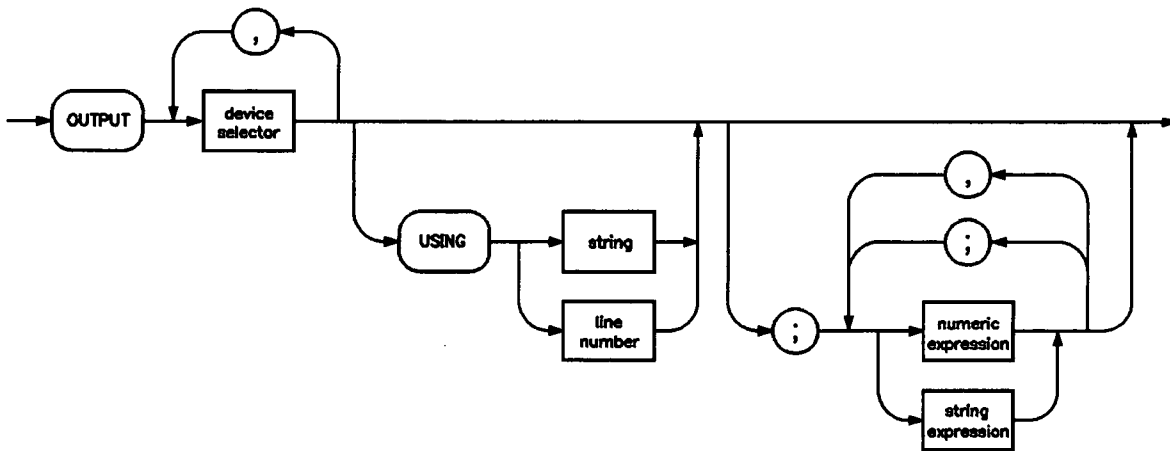 ,
OUTPUT
device
selector
,
USING
string
;
line
number
;
numeric
expression
string
expression